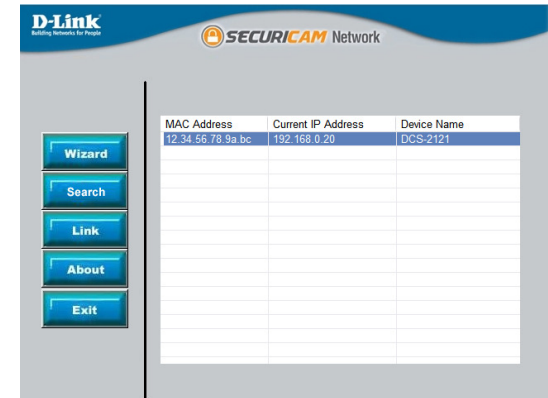 D-Link
Building Networks for People
SECURICAM Network
MAC Address Current IP Address Device Name
12.34.56.78.9a.bc 192.168.0.20 DCS-2121
Wizard
Search
Link
About
Exit